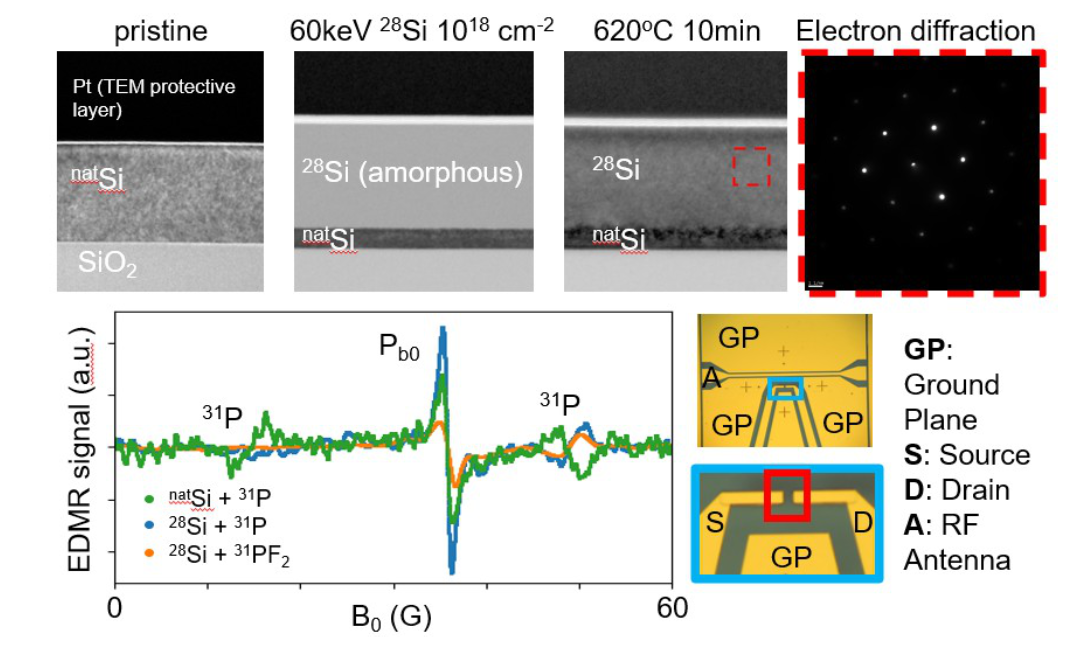 pristine
60keV ²⁸Si 10¹⁸ cm⁻²
620ºC 10min
Electron diffraction
Pt (TEM protective
layer)
ⁿᵃᵗSi
SiO₂
²⁸Si (amorphous)
ⁿᵃᵗSi
²⁸Si
ⁿᵃᵗSi
EDMR signal (a.u.)
³¹P
P_b0
³¹P
ⁿᵃᵗSi + ³¹P
²⁸Si + ³¹P
²⁸Si + ³¹PF₂
0
B₀ (G)
60
GP
A
GP
GP
S
D
GP
GP:
Ground
Plane
S: Source
D: Drain
A: RF
Antenna